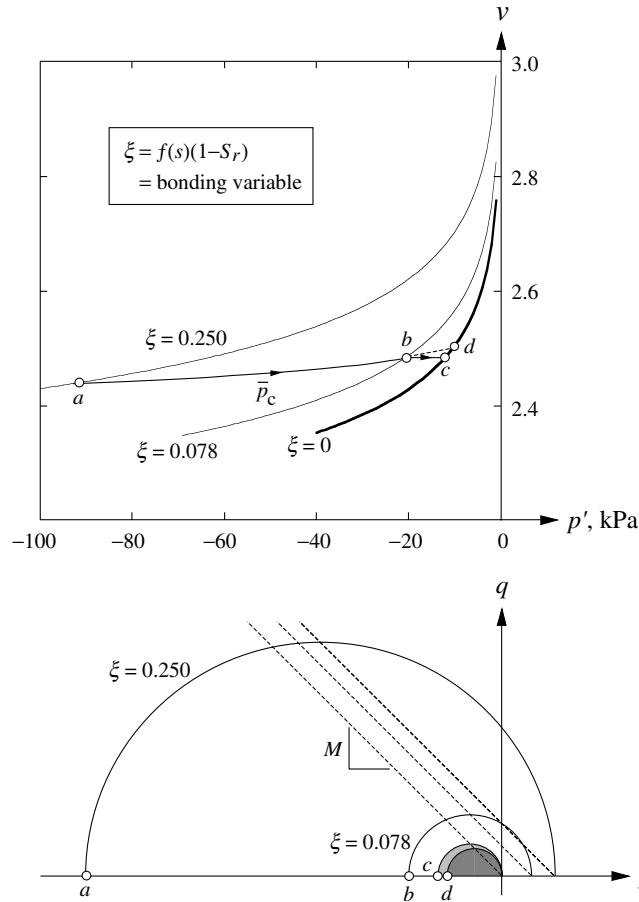 v
3.0
ξ = f(s)(1–S_r)
= bonding variable
2.8
2.6
ξ = 0.250
b
d
a
p̅_c
c
ξ = 0.078
ξ = 0
2.4
p′, kPa
−100
−80
−60
−40
−20
0
q
ξ = 0.250
M
ξ = 0.078
c
a
b
d